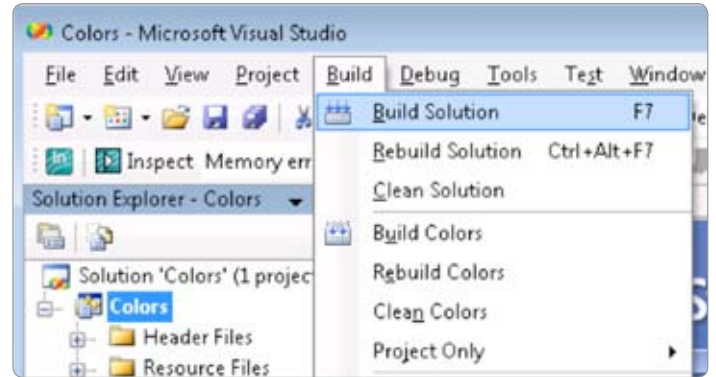 Colors - Microsoft Visual Studio
File Edit View Project Build Debug Tools Test Window
Build Solution F7
Inspect Memory err
Rebuild Solution Ctrl+Alt+F7
Solution Explorer - Colors
Clean Solution
Build Colors
Solution 'Colors' (1 projec
Rebuild Colors
Colors
Clean Colors
Header Files
Project Only
Resource Files